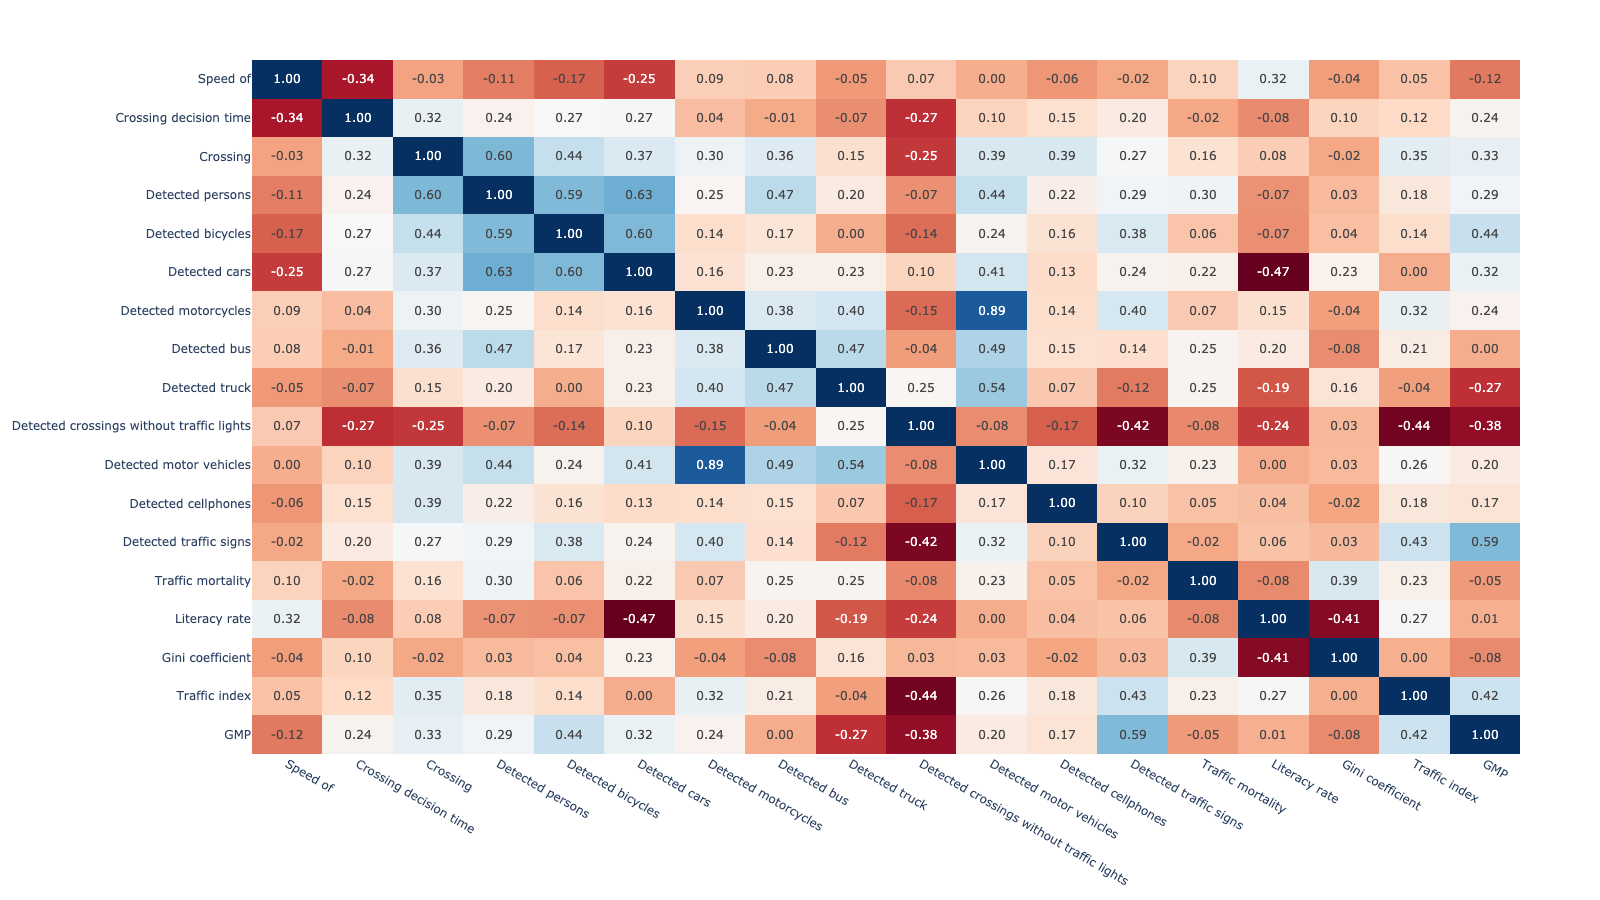 Speed of 1.00 -0.34 -0.03 -0.11 -0.17 -0.25 0.09 0.08 -0.05 0.07 0.00 -0.06 -0.02 0.10 0.32 -0.04 0.05 -0.12
Crossing decision time -0.34 1.00 0.32 0.24 0.27 0.27 0.04 -0.01 -0.07 -0.27 0.10 0.15 0.20 -0.02 -0.08 0.10 0.12 0.24
Crossing -0.03 0.32 1.00 0.60 0.44 0.37 0.30 0.36 0.15 -0.25 0.39 0.39 0.27 0.16 0.08 -0.02 0.35 0.33
Detected persons -0.11 0.24 0.60 1.00 0.59 0.63 0.25 0.47 0.20 -0.07 0.44 0.22 0.29 0.30 -0.07 0.03 0.18 0.29
Detected bicycles -0.17 0.27 0.44 0.59 1.00 0.60 0.14 0.17 0.00 -0.14 0.24 0.16 0.38 0.06 -0.07 0.04 0.14 0.44
Detected cars -0.25 0.27 0.37 0.63 0.60 1.00 0.16 0.23 0.23 0.10 0.41 0.13 0.24 0.22 -0.47 0.23 0.00 0.32
Detected motorcycles 0.09 0.04 0.30 0.25 0.14 0.16 1.00 0.38 0.40 -0.15 0.89 0.14 0.40 0.07 0.15 -0.04 0.32 0.24
Detected bus 0.08 -0.01 0.36 0.47 0.17 0.23 0.38 1.00 0.47 -0.04 0.49 0.15 0.14 0.25 0.20 -0.08 0.21 0.00
Detected truck -0.05 -0.07 0.15 0.20 0.00 0.23 0.40 0.47 1.00 0.25 0.54 0.07 -0.12 0.25 -0.19 0.16 -0.04 -0.27
Detected crossings without traffic lights 0.07 -0.27 -0.25 -0.07 -0.14 0.10 -0.15 -0.04 0.25 1.00 -0.08 -0.17 -0.42 -0.08 -0.24 0.03 -0.44 -0.38
Detected motor vehicles 0.00 0.10 0.39 0.44 0.24 0.41 0.89 0.49 0.54 -0.08 1.00 0.17 0.32 0.23 0.00 0.03 0.26 0.20
Detected cellphones -0.06 0.15 0.39 0.22 0.16 0.13 0.14 0.15 0.07 -0.17 0.17 1.00 0.10 0.05 0.04 -0.02 0.18 0.17
Detected traffic signs -0.02 0.20 0.27 0.29 0.38 0.24 0.40 0.14 -0.12 -0.42 0.32 0.10 1.00 -0.02 0.06 0.03 0.43 0.59
Traffic mortality 0.10 -0.02 0.16 0.30 0.06 0.22 0.07 0.25 0.25 -0.08 0.23 0.05 -0.02 1.00 -0.08 0.39 0.23 -0.05
Literacy rate 0.32 -0.08 0.08 -0.07 -0.07 -0.47 0.15 0.20 -0.19 -0.24 0.00 0.04 0.06 -0.08 1.00 -0.41 0.27 0.01
Gini coefficient -0.04 0.10 -0.02 0.03 0.04 0.23 -0.04 -0.08 0.16 0.03 0.03 -0.02 0.03 0.39 -0.41 1.00 0.00 -0.08
Traffic index 0.05 0.12 0.35 0.18 0.14 0.00 0.32 0.21 -0.04 -0.44 0.26 0.18 0.43 0.23 0.27 0.00 1.00 0.42
GMP -0.12 0.24 0.33 0.29 0.44 0.32 0.24 0.00 -0.27 -0.38 0.20 0.17 0.59 -0.05 0.01 -0.08 0.42 1.00
Speed of
Crossing decision time
Crossing
Detected persons
Detected bicycles
Detected cars
Detected motorcycles
Detected bus
Detected truck
Detected crossings without traffic lights
Detected motor vehicles
Detected cellphones
Detected traffic signs
Traffic mortality
Literacy rate
Gini coefficient
Traffic index
GMP